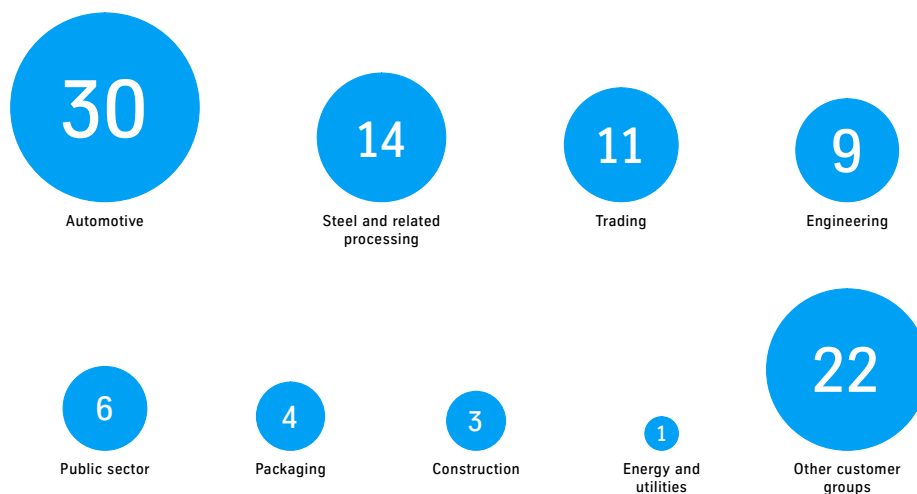 30
14
11
9
Automotive
Steel and related
processing
Trading
Engineering
6
4
3
1
22
Public sector
Packaging
Construction
Energy and
utilities
Other customer
groups